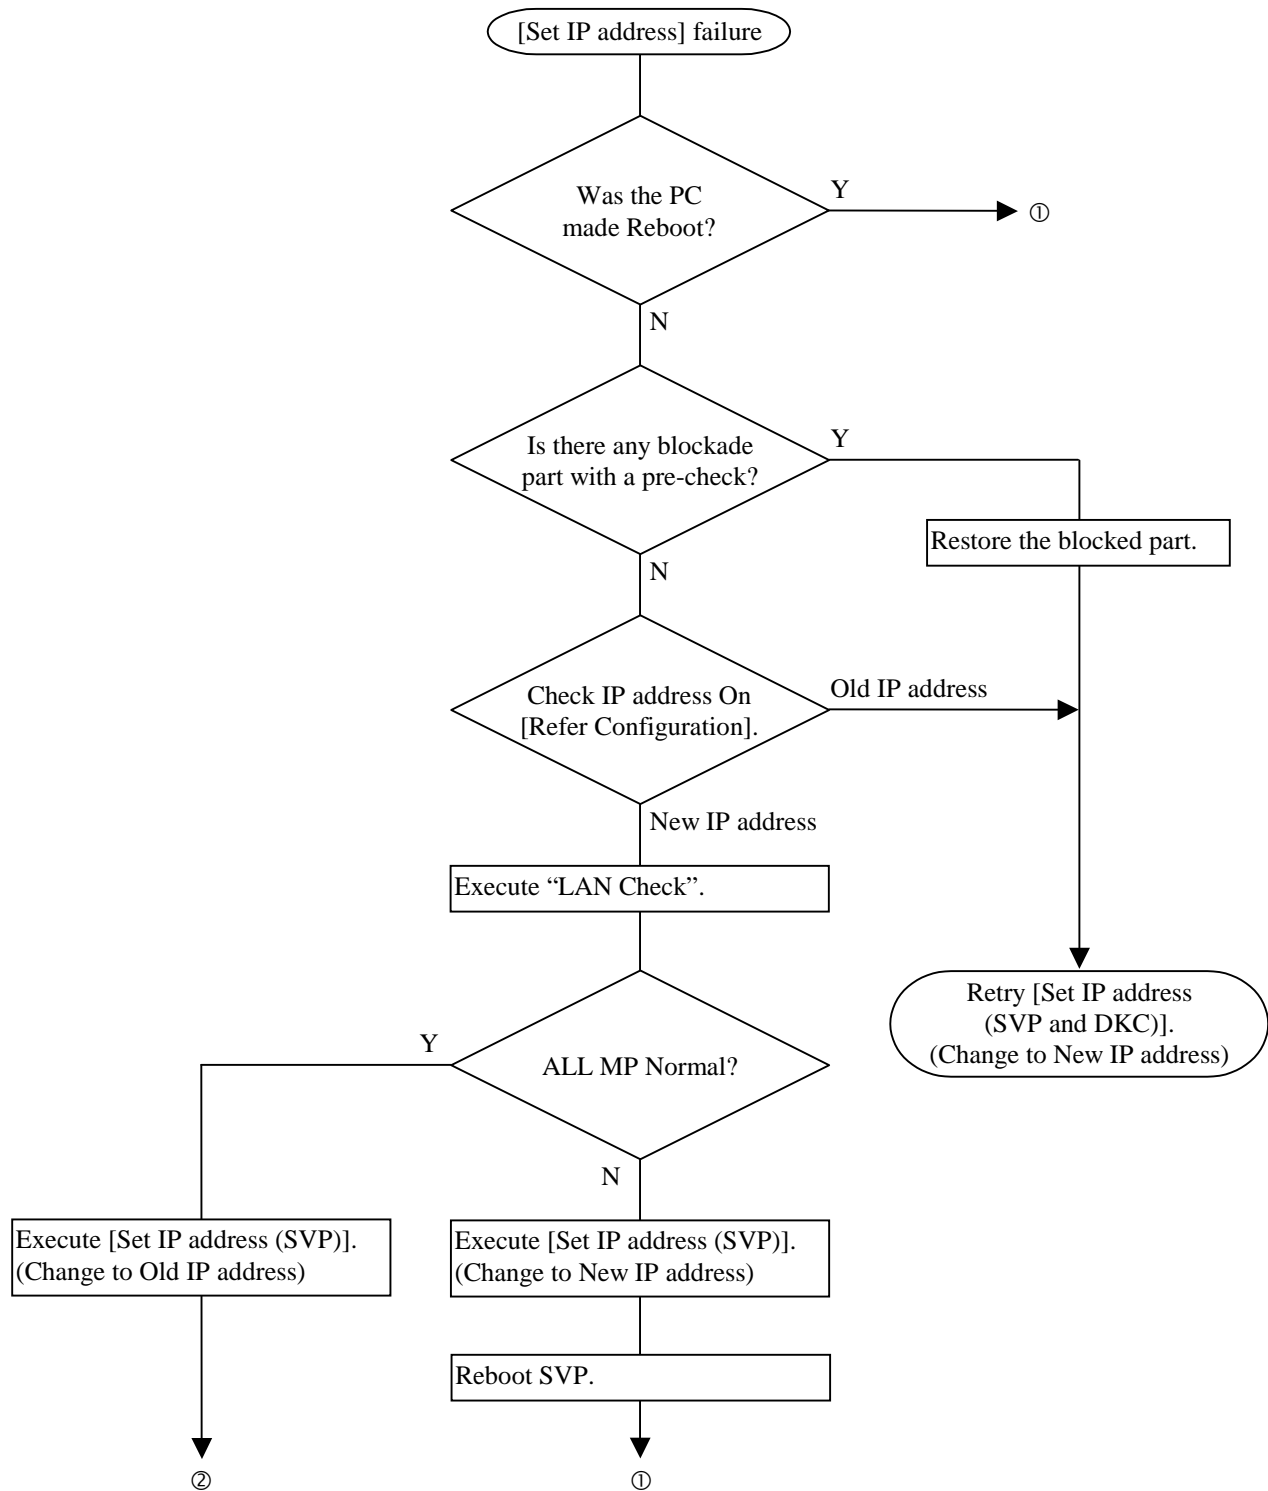 [Set IP address] failure
Was the PC
made Reboot?
Y
①
N
Is there any blockade
part with a pre-check?
Y
Restore the blocked part.
N
Check IP address On
[Refer Configuration].
Old IP address
New IP address
Execute “LAN Check”.
Retry [Set IP address
(SVP and DKC)].
(Change to New IP address)
ALL MP Normal?
Y
N
Execute [Set IP address (SVP)].
(Change to Old IP address)
Execute [Set IP address (SVP)].
(Change to New IP address)
Reboot SVP.
②
①